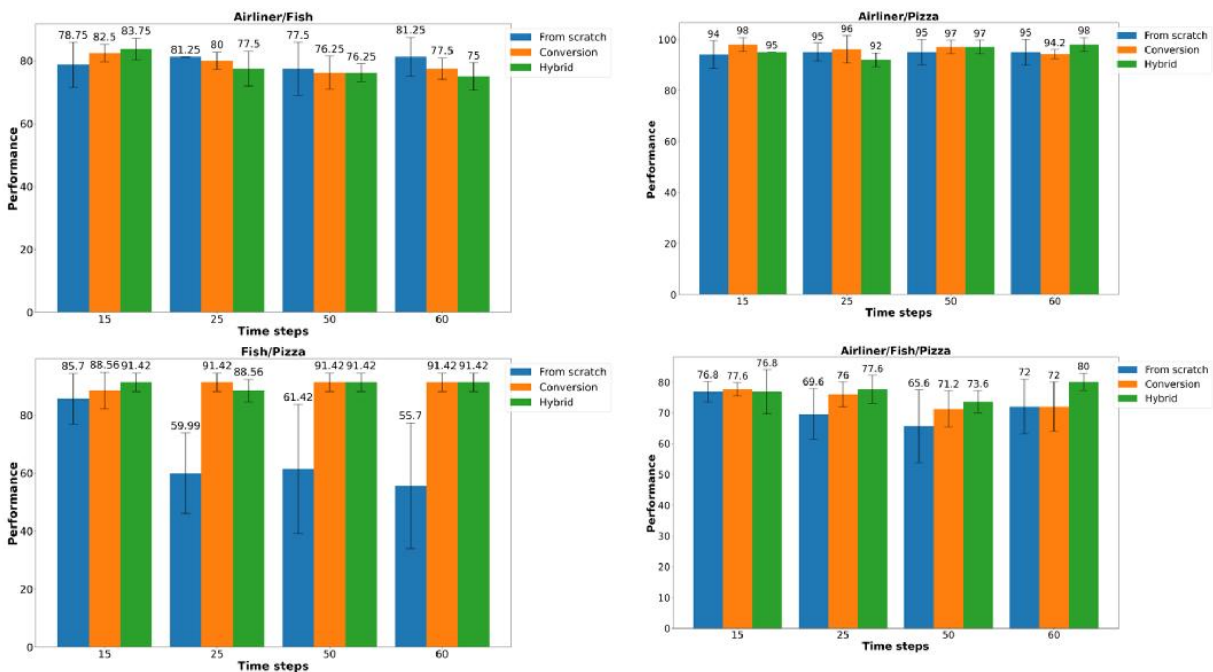 Airliner/Fish
78.75 82.5 83.75
81.25 80 77.5
77.5 76.25 76.25
81.25 77.5 75
From scratch
Conversion
Hybrid
Performance
80
60
40
20
0
15 25 50 60
Time steps
Airliner/Pizza
94 98 95
95 96 92
95 97 97
95 94.2 98
From scratch
Conversion
Hybrid
Performance
100
80
60
40
20
0
15 25 50 60
Time steps
Fish/Pizza
85.7 88.56 91.42
59.99 91.42 88.56
61.42 91.42 91.42
55.7 91.42 91.42
From scratch
Conversion
Hybrid
Performance
80
60
40
20
0
15 25 50 60
Time steps
Airliner/Fish/Pizza
76.8 77.6 76.8
69.6 76 77.6
65.6 71.2 73.6
72 72 80
From scratch
Conversion
Hybrid
Performance
80
70
60
50
40
30
20
10
0
15 25 50 60
Time steps